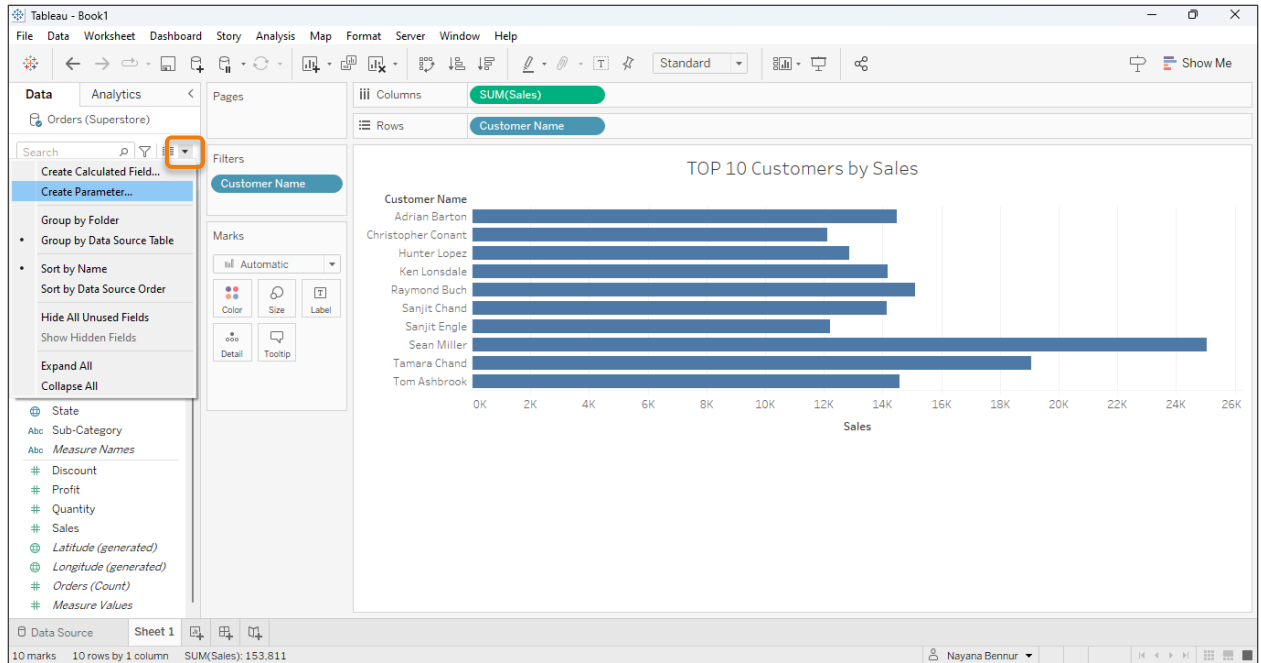 Tableau - Book1
File Data Worksheet Dashboard Story Analysis Map Format Server Window Help
Standard
Show Me
Data Analytics
Orders (Superstore)
Search
Create Calculated Field...
Create Parameter...
Group by Folder
Group by Data Source Table
Sort by Name
Sort by Data Source Order
Hide All Unused Fields
Show Hidden Fields
Expand All
Collapse All
State
Abc Sub-Category
Abc Measure Names
# Discount
# Profit
# Quantity
# Sales
Latitude (generated)
Longitude (generated)
# Orders (Count)
# Measure Values
Pages
Filters
Customer Name
Marks
Automatic
Color Size Label
Detail Tooltip
Columns SUM(Sales)
Rows Customer Name
TOP 10 Customers by Sales
Customer Name
Adrian Barton
Christopher Conant
Hunter Lopez
Ken Lonsdale
Raymond Buch
Sanjit Chand
Sanjit Engle
Sean Miller
Tamara Chand
Tom Ashbrook
0K 2K 4K 6K 8K 10K 12K 14K 16K 18K 20K 22K 24K 26K
Sales
Data Source Sheet 1
10 marks 10 rows by 1 column SUM(Sales): 153,811
Nayana Bennur